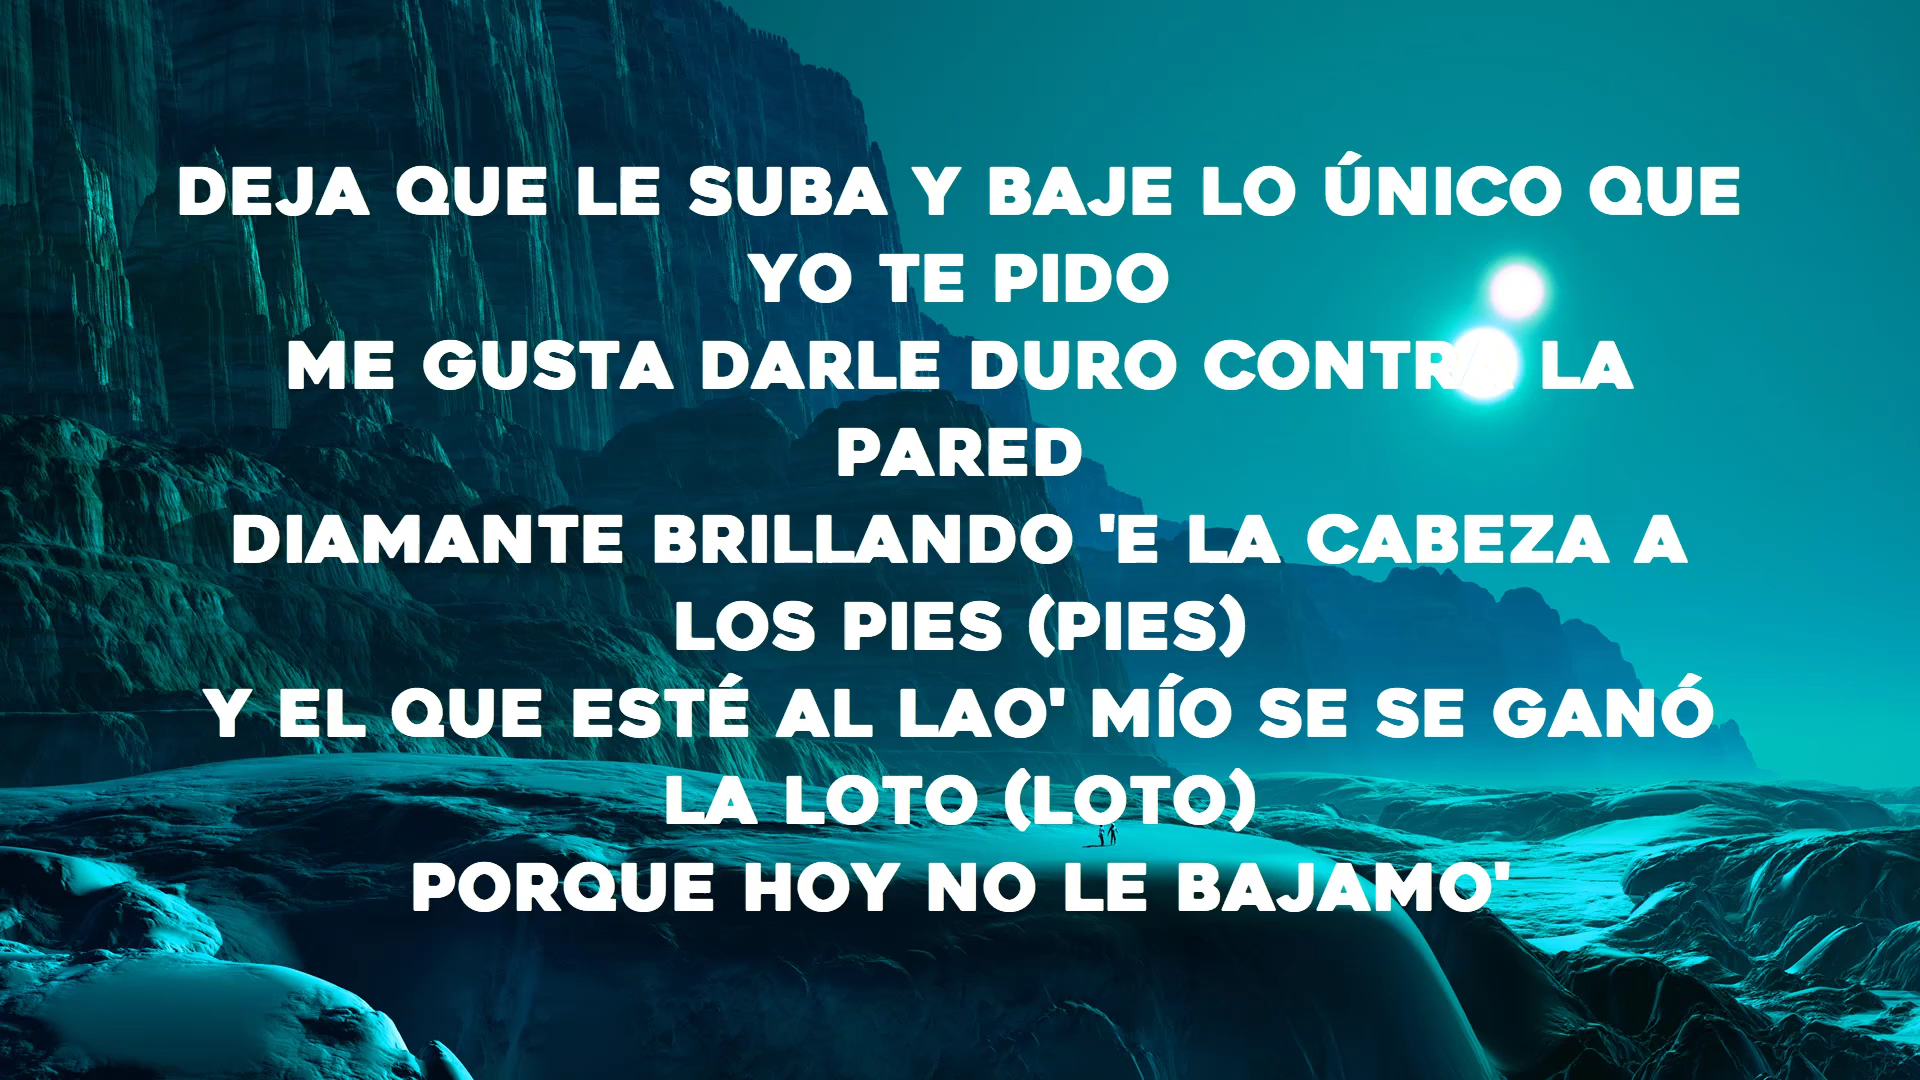 DEJA QUE LE SUBA Y BAJE LO ÚNICO QUE
YO TE PIDO
ME GUSTA DARLE DURO CONTRA LA
PARED
DIAMANTE BRILLANDO 'E LA CABEZA A
LOS PIES (PIES)
Y EL QUE ESTÉ AL LAO' MÍO SE SE GANÓ
LA LOTO (LOTO)
PORQUE HOY NO LE BAJAMO'